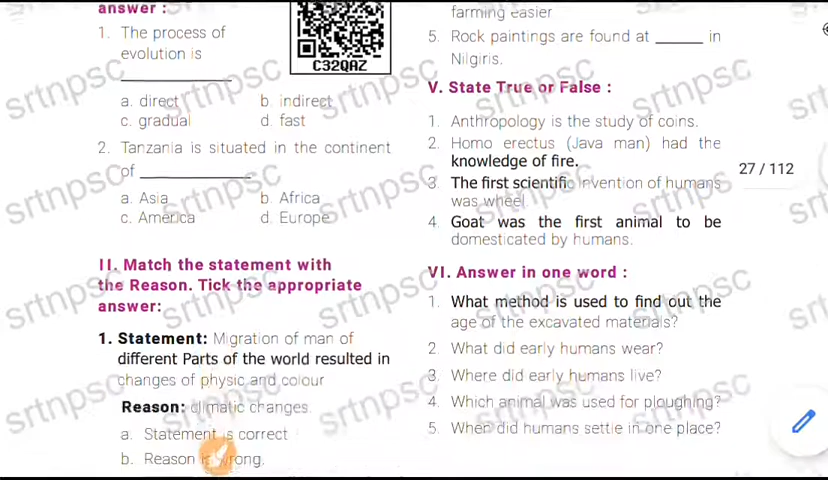 answer :
1. The process of
evolution is
____________
a. direct b. indirect
c. gradual d. fast
2. Tanzania is situated in the continent
of ____________
a. Asia b. Africa
c. America d. Europe
II. Match the statement with
the Reason. Tick the appropriate
answer:
1. Statement: Migration of man of
different Parts of the world resulted in
changes of physic and colour
Reason: climatic changes.
a. Statement is correct
b. Reason is wrong.
C32QAZ
farming easier
5. Rock paintings are found at ______ in
Nilgiris.
V. State True or False :
1. Anthropology is the study of coins.
2. Homo erectus (Java man) had the
knowledge of fire.
3. The first scientific invention of humans
was wheel.
4. Goat was the first animal to be
domesticated by humans.
VI. Answer in one word :
1. What method is used to find out the
age of the excavated materials?
2. What did early humans wear?
3. Where did early humans live?
4. Which animal was used for ploughing?
5. When did humans settle in one place?
27 / 112
srtnpsc